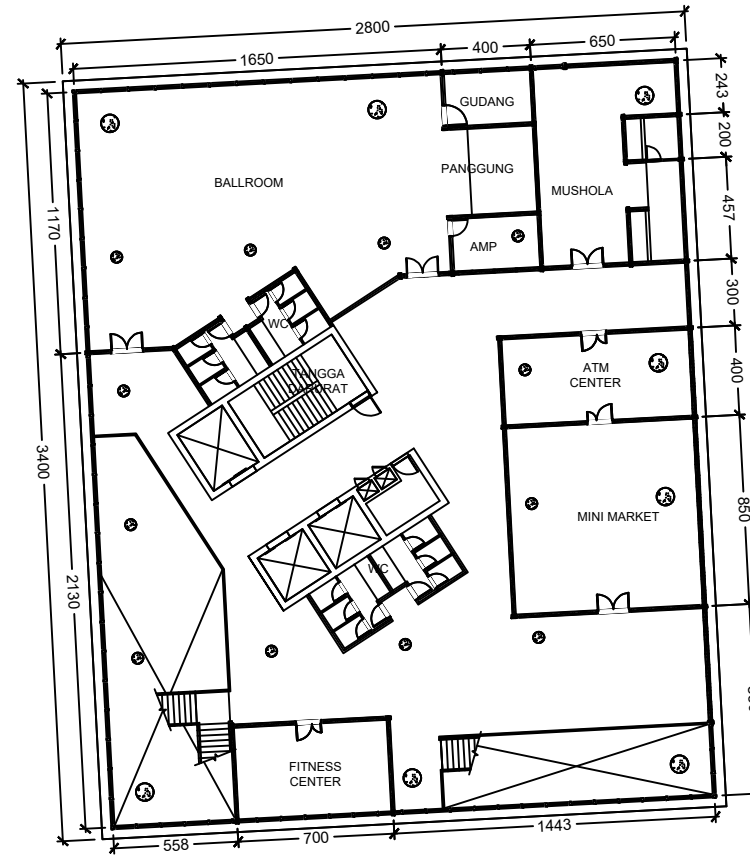 2800
1650
400
650
GUDANG
PANGGUNG
BALLROOM
MUSHOLA
AMP
243
200
457
300
400
850
1170
3400
2130
WC
TANGGA
DARURAT
ATM
CENTER
MINI MARKET
WC
FITNESS
CENTER
558
700
1443